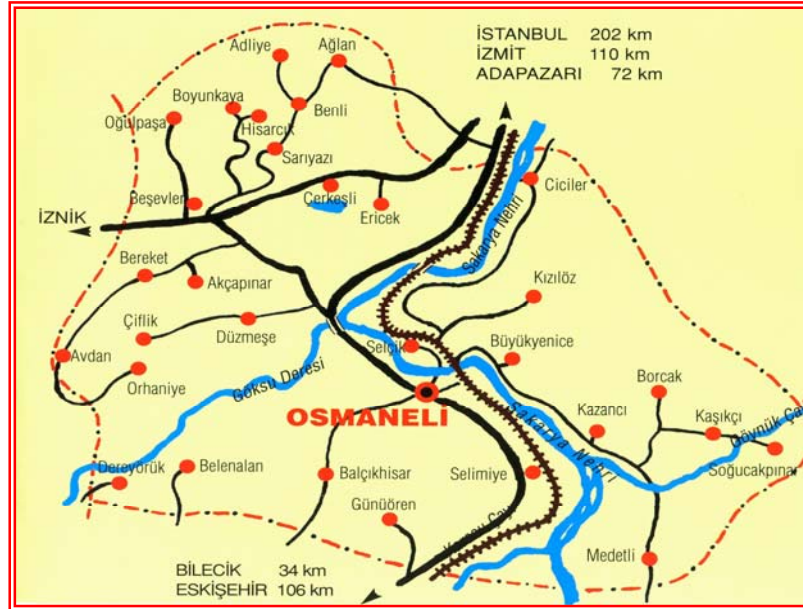 İSTANBUL 202 km
İZMİT 110 km
ADAPAZARI 72 km
Adliye
Ağlan
Boyunkaya
Benli
Oğulpaşa
Hisarcık
Sarıyazı
Ciciler
Beşevler
Çerkeşli
Ericek
İZNİK
Sakarya Nehri
Bereket
Akçapınar
Kızılöz
Çiflik
Düzmeşe
Selçik
Büyükyenice
Avdan
Orhaniye
Göksu Deresi
Borcak
OSMANELİ
Sakarya Nehri
Kazancı
Kaşıkçı
Göynük Çayı
Soğucakpınar
Dereyörük
Belenalan
Balçıkhisar
Selimiye
Günüören
Medetli
BİLECİK 34 km
ESKİŞEHİR 106 km